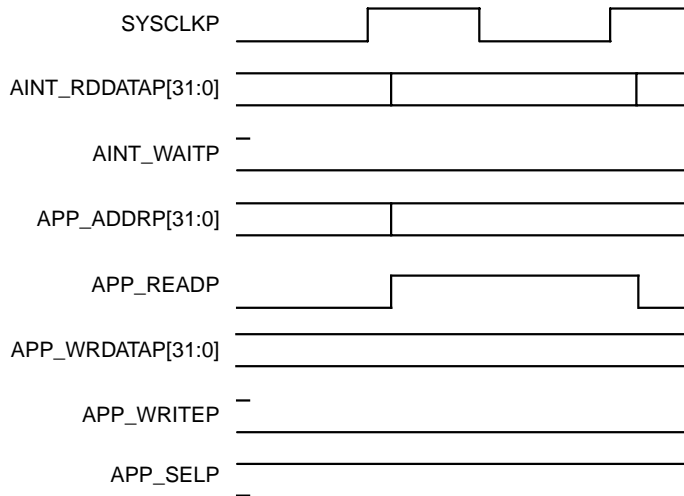 SYSCLKP
AINT_RDDATAP[31:0]
AINT_WAITP
APP_ADDRP[31:0]
APP_READP
APP_WRDATAP[31:0]
APP_WRITEP
APP_SELP